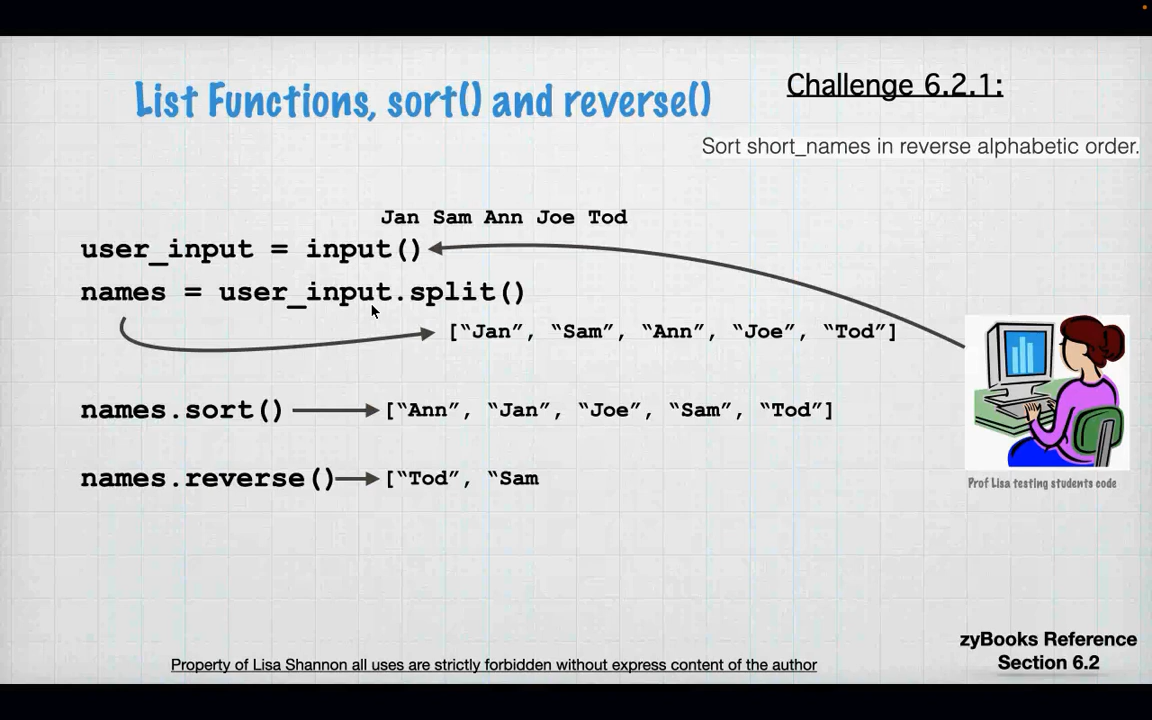 List Functions, sort() and reverse()
Challenge 6.2.1:
Sort short_names in reverse alphabetic order.
Jan Sam Ann Joe Tod
user_input = input()
names = user_input.split()
[“Jan”, “Sam”, “Ann”, “Joe”, “Tod”]
names.sort()
[“Ann”, “Jan”, “Joe”, “Sam”, “Tod”]
names.reverse()
[“Tod”, “Sam
Prof Lisa testing students code
zyBooks Reference
Section 6.2
Property of Lisa Shannon all uses are strictly forbidden without express content of the author